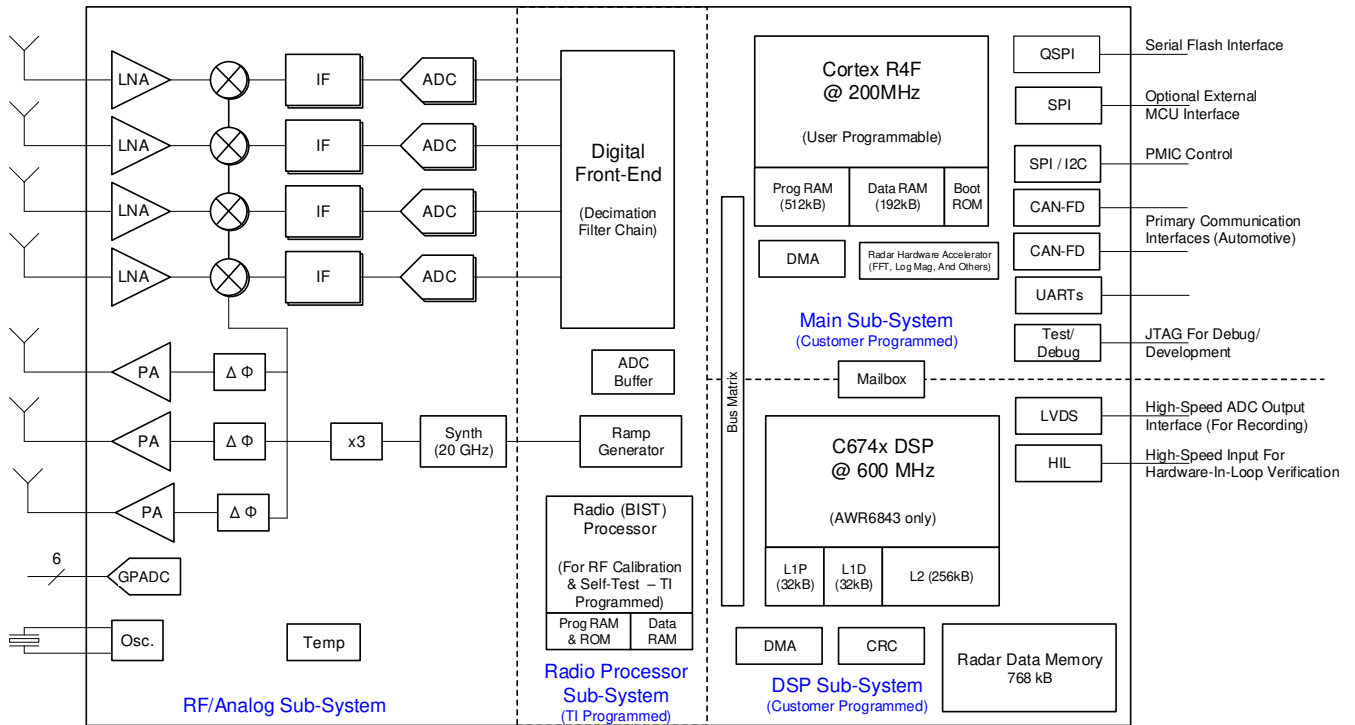 LNA
IF
ADC
LNA
IF
ADC
LNA
IF
ADC
LNA
IF
ADC
Digital
Front-End
(Decimation
Filter Chain)
PA
Δ Φ
PA
Δ Φ
x3
Synth
(20 GHz)
Ramp
Generator
PA
Δ Φ
ADC
Buffer
6
GPADC
Osc.
Temp
RF/Analog Sub-System
Radio (BIST)
Processor
(For RF Calibration
& Self-Test – TI
Programmed)
Prog RAM
& ROM
Data
RAM
Radio Processor
Sub-System
(TI Programmed)
Cortex R4F
@ 200MHz
(User Programmable)
Prog RAM
(512kB)
Data RAM
(192kB)
Boot
ROM
DMA
Radar Hardware Accelerator
(FFT, Log Mag, And Others)
Main Sub-System
(Customer Programmed)
Bus Matrix
Mailbox
C674x DSP
@ 600 MHz
(AWR6843 only)
L1P
(32kB)
L1D
(32kB)
L2 (256kB)
DMA
CRC
DSP Sub-System
(Customer Programmed)
Radar Data Memory
768 kB
QSPI
Serial Flash Interface
SPI
Optional External
MCU Interface
SPI / I2C
PMIC Control
CAN-FD
CAN-FD
Primary Communication
Interfaces (Automotive)
UARTs
Test/
Debug
JTAG For Debug/
Development
LVDS
High-Speed ADC Output
Interface (For Recording)
HIL
High-Speed Input For
Hardware-In-Loop Verification